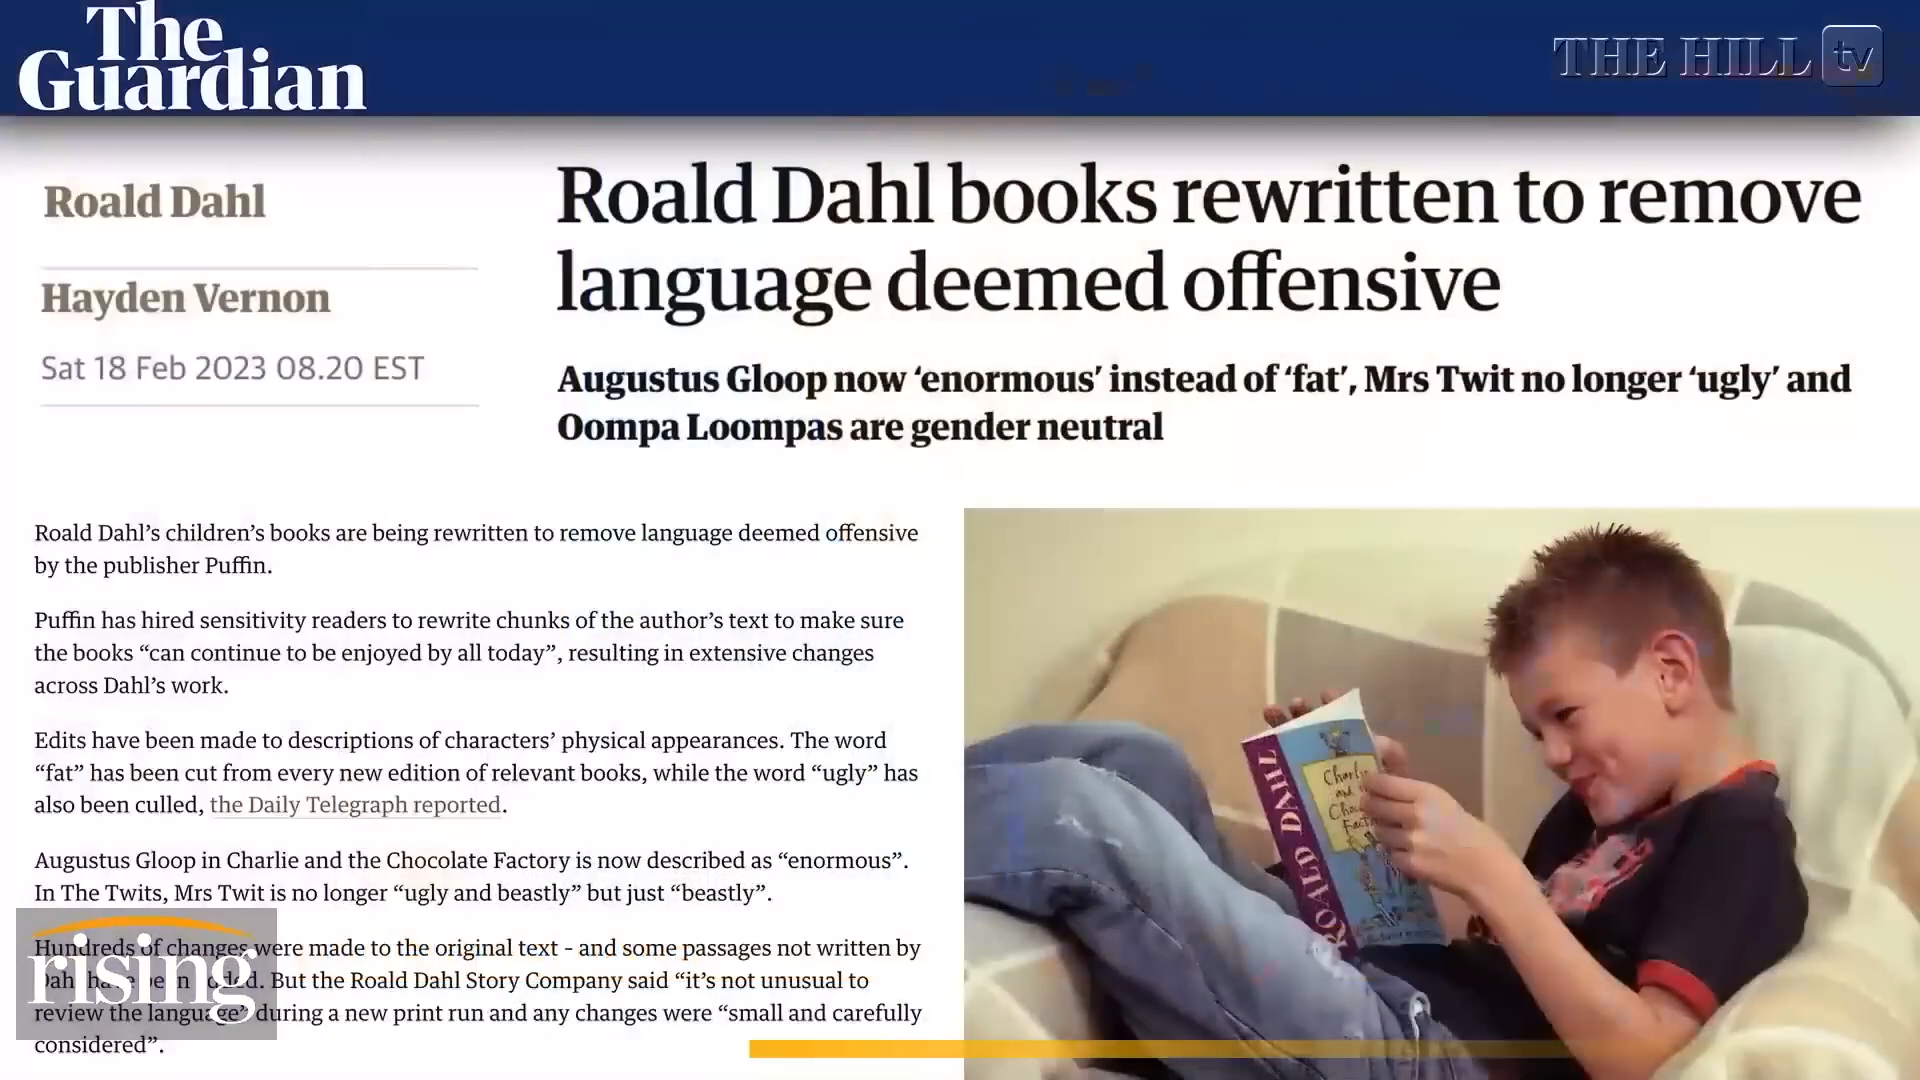 The
Guardian
THE HILL tv
Roald Dahl
Hayden Vernon
Sat 18 Feb 2023 08.20 EST
Roald Dahl books rewritten to remove
language deemed offensive
Augustus Gloop now ‘enormous’ instead of ‘fat’, Mrs Twit no longer ‘ugly’ and
Oompa Loompas are gender neutral
Roald Dahl’s children’s books are being rewritten to remove language deemed offensive
by the publisher Puffin.
Puffin has hired sensitivity readers to rewrite chunks of the author’s text to make sure
the books “can continue to be enjoyed by all today”, resulting in extensive changes
across Dahl’s work.
Edits have been made to descriptions of characters’ physical appearances. The word
“fat” has been cut from every new edition of relevant books, while the word “ugly” has
also been culled, the Daily Telegraph reported.
Augustus Gloop in Charlie and the Chocolate Factory is now described as “enormous”.
In The Twits, Mrs Twit is no longer “ugly and beastly” but just “beastly”.
Hundreds of changes were made to the original text – and some passages not written by
But the Roald Dahl Story Company said “it’s not unusual to
review the language” during a new print run and any changes were “small and carefully
considered”.
rising
ROALD DAHL
Charlie
and